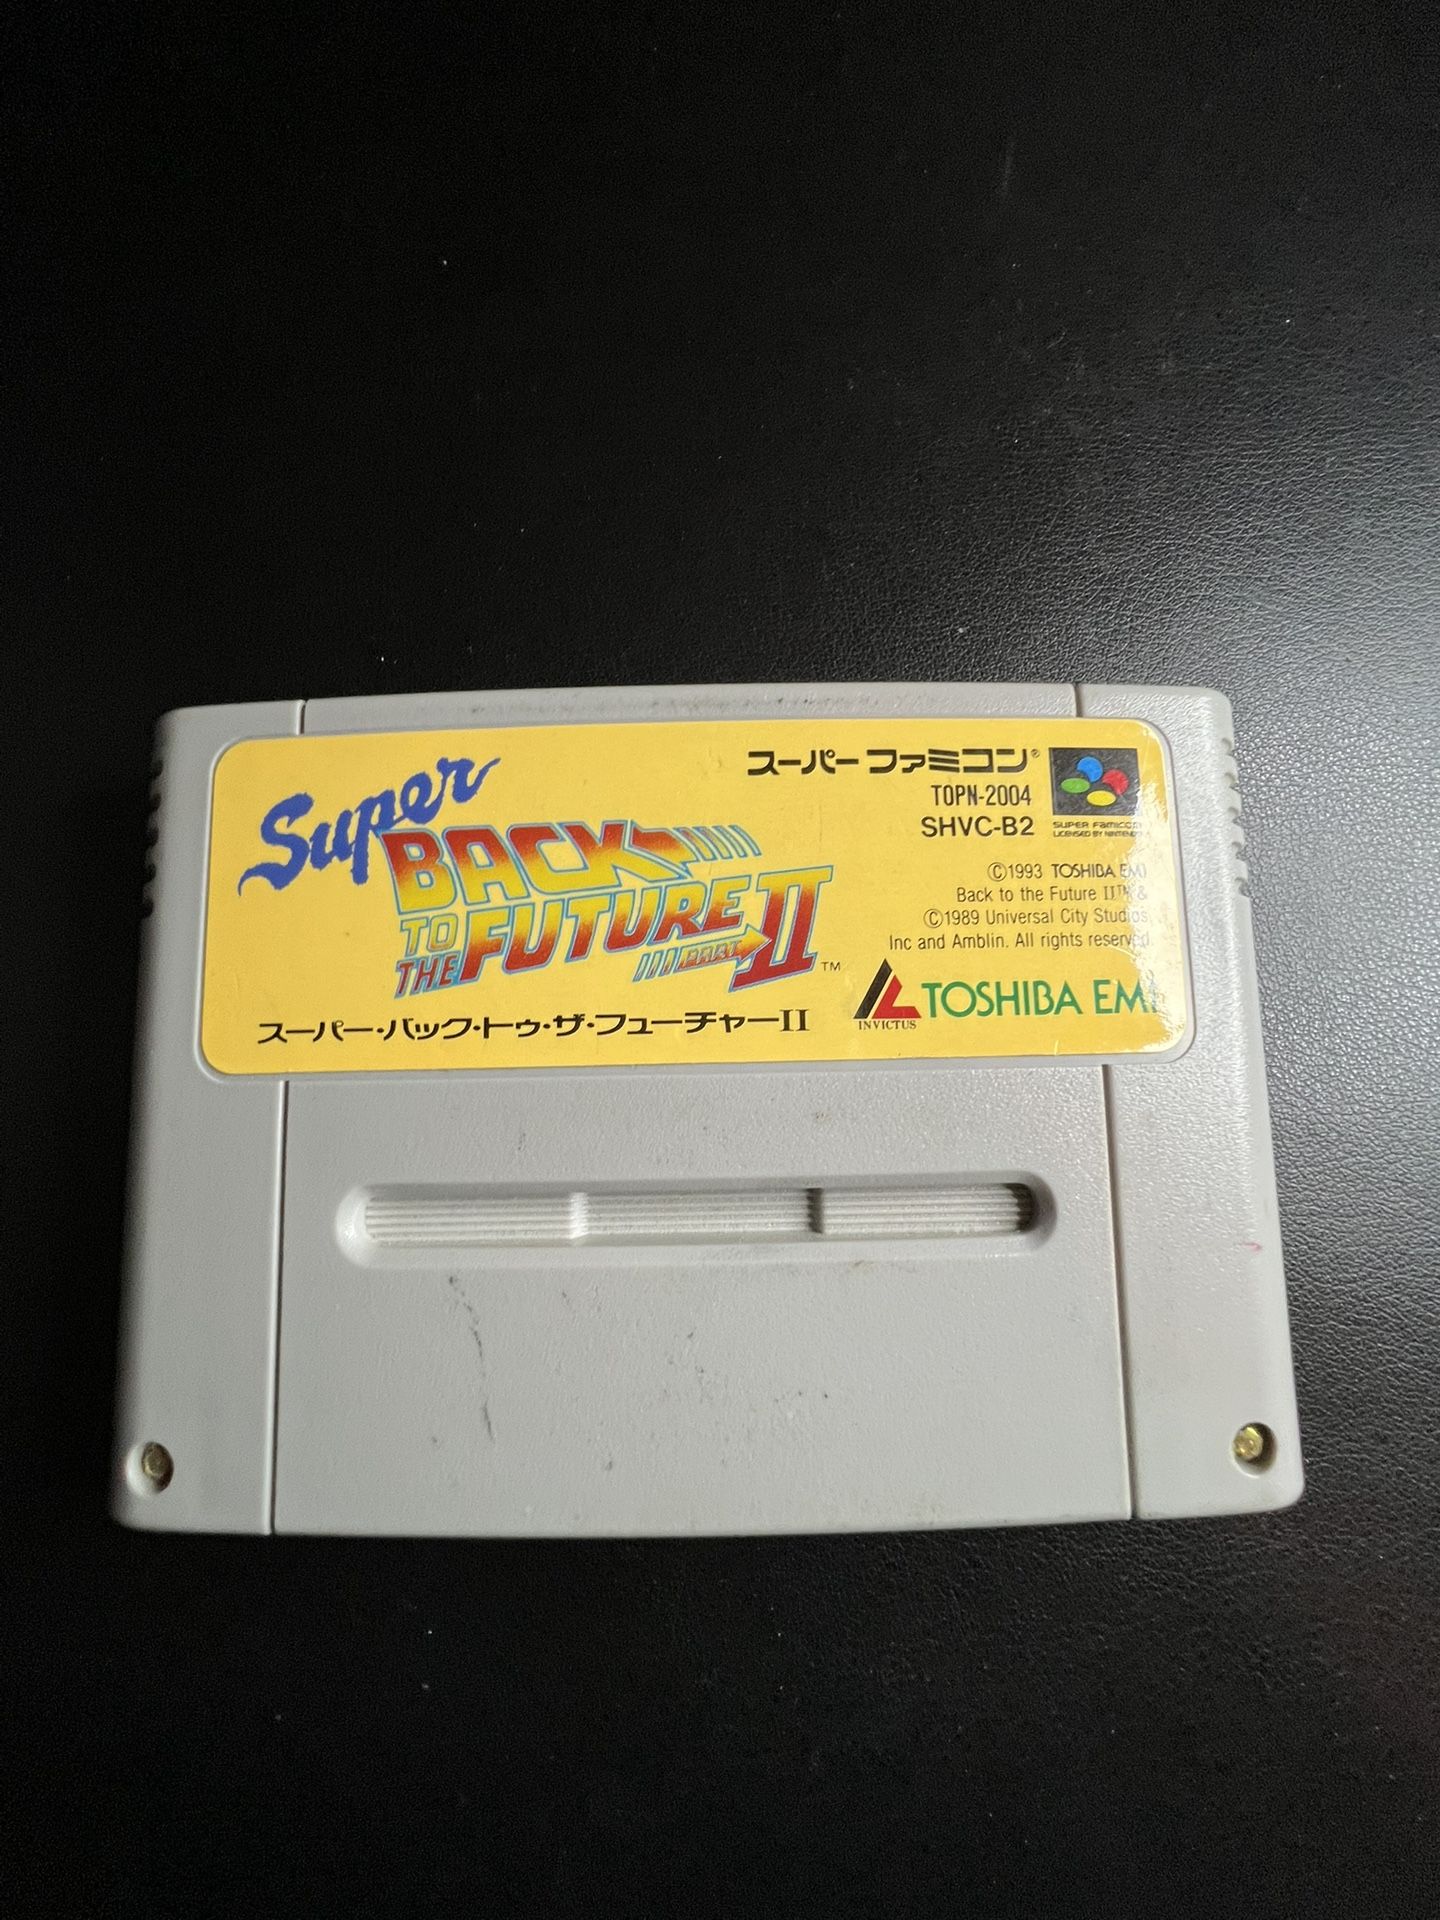 Super
BACK
TO
THE FUTURE
PART II ™
スーパー・バック・トゥ・ザ・フューチャーII
スーパーファミコン®
TOPN-2004
SHVC-B2
SUPER FAMICOM
LICENSED BY NINTENDO
©1993 TOSHIBA EMI
Back to the Future II™ &
©1989 Universal City Studios,
Inc and Amblin. All rights reserved.
INVICTUS
TOSHIBA EMI